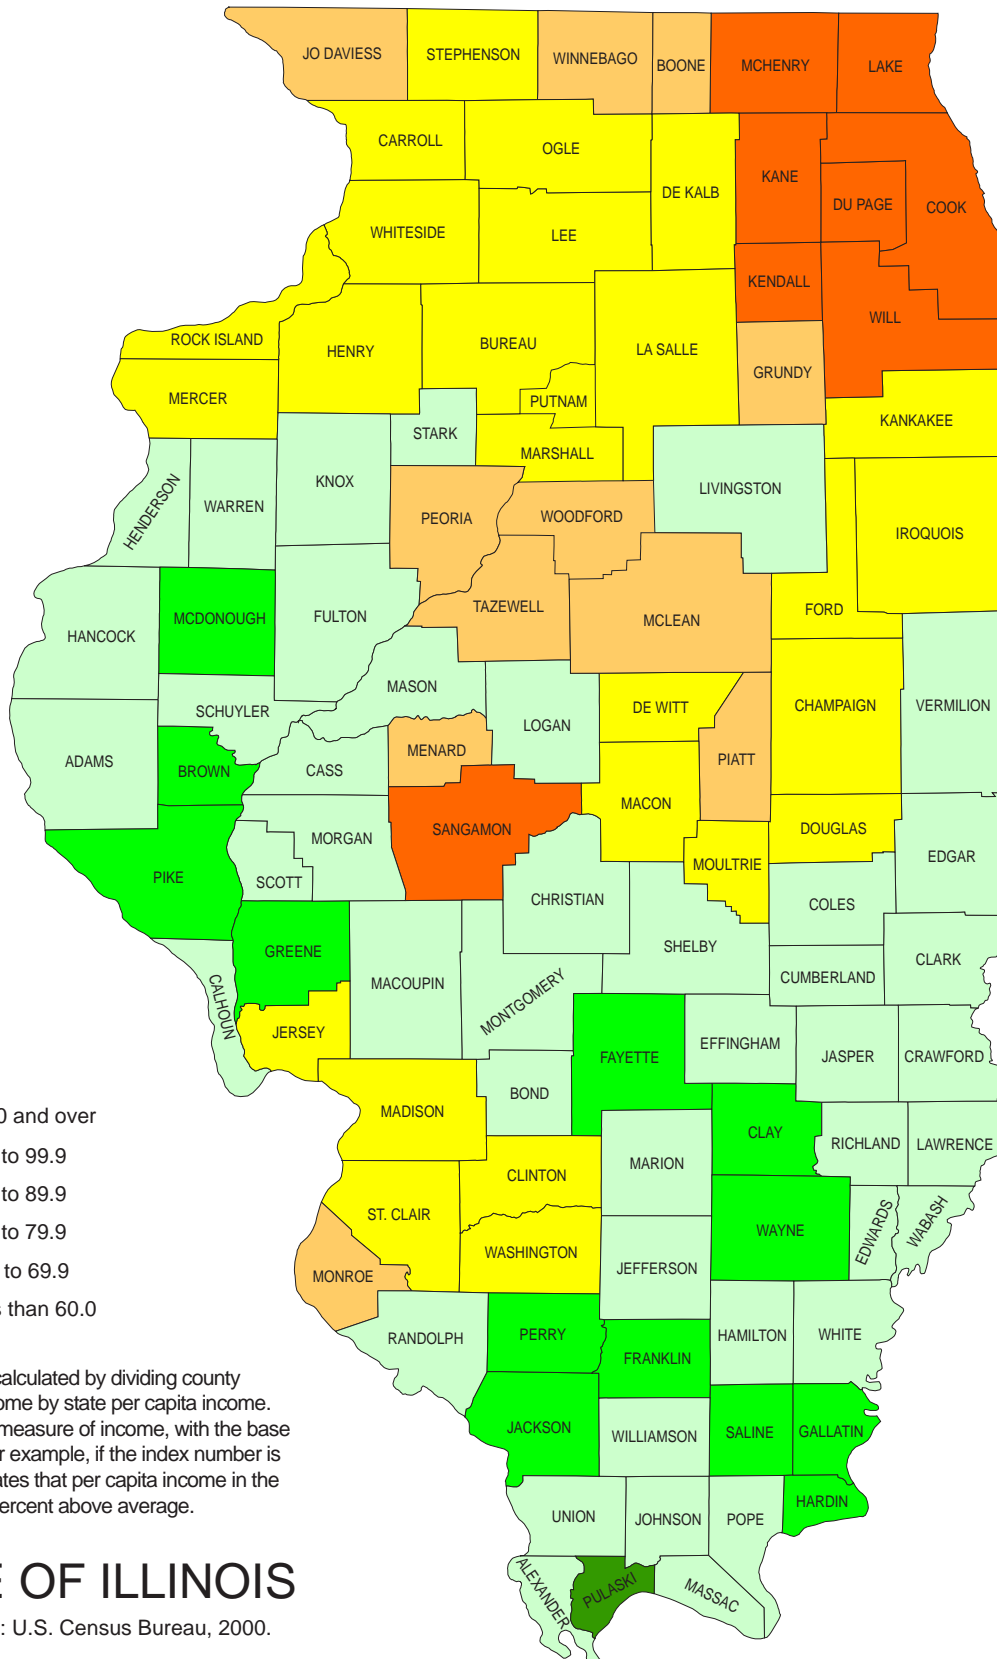 JO DAVIESS
STEPHENSON
WINNEBAGO
BOONE
MCHENRY
LAKE
CARROLL
OGLE
DE KALB
KANE
DU PAGE
COOK
WHITESIDE
LEE
KENDALL
WILL
ROCK ISLAND
HENRY
BUREAU
LA SALLE
GRUNDY
MERCER
PUTNAM
KANKAKEE
STARK
MARSHALL
HENDERSON
WARREN
KNOX
PEORIA
WOODFORD
LIVINGSTON
IROQUOIS
HANCOCK
MCDONOUGH
FULTON
TAZEWELL
MCLEAN
FORD
MASON
SCHUYLER
LOGAN
DE WITT
CHAMPAIGN
VERMILION
ADAMS
BROWN
CASS
MENARD
PIATT
MACON
SANGAMON
MORGAN
DOUGLAS
EDGAR
PIKE
SCOTT
MOULTRIE
CHRISTIAN
COLES
SHELBY
GREENE
MACOUPIN
MONTGOMERY
CUMBERLAND
CLARK
CALHOUN
JERSEY
FAYETTE
EFFINGHAM
JASPER
CRAWFORD
BOND
MADISON
CLAY
RICHLAND
LAWRENCE
MARION
CLINTON
ST. CLAIR
WASHINGTON
WAYNE
EDWARDS
WABASH
MONROE
JEFFERSON
RANDOLPH
PERRY
FRANKLIN
HAMILTON
WHITE
JACKSON
WILLIAMSON
SALINE
GALLATIN
HARDIN
UNION
JOHNSON
POPE
ALEXANDER
PULASKI
MASSAC
0 and over
to 99.9
to 89.9
to 79.9
to 69.9
s than 60.0
calculated by dividing county
ome by state per capita income.
measure of income, with the base
r example, if the index number is
ates that per capita income in the
percent above average.
E OF ILLINOIS
: U.S. Census Bureau, 2000.